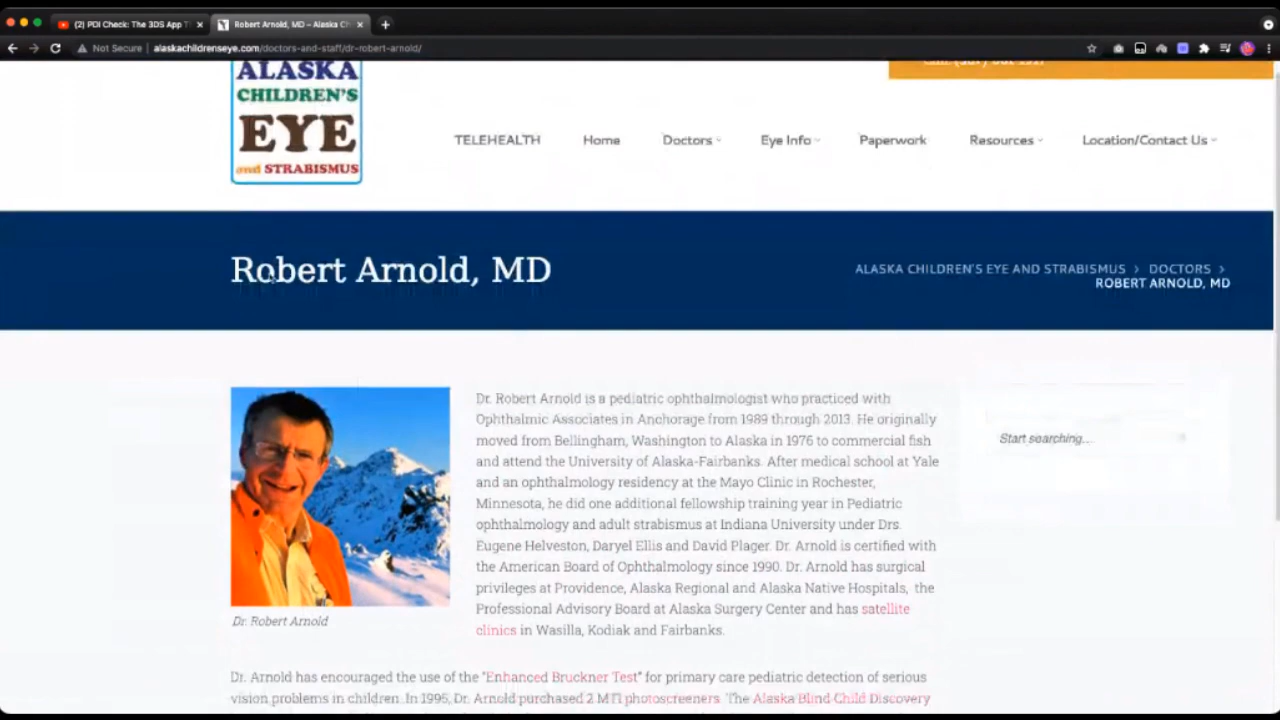 (2) PDI Check: The 3DS App T
Robert Arnold, MD – Alaska Ch
Not Secure
alaskachildrenseye.com/doctors-and-staff/dr-robert-arnold/
ALASKA
CHILDREN'S
EYE
and STRABISMUS
TELEHEALTH Home Doctors Eye Info Paperwork Resources Location/Contact Us
Robert Arnold, MD
ALASKA CHILDREN'S EYE AND STRABISMUS > DOCTORS >
ROBERT ARNOLD, MD
Dr. Robert Arnold is a pediatric ophthalmologist who practiced with
Ophthalmic Associates in Anchorage from 1989 through 2013. He originally
moved from Bellingham, Washington to Alaska in 1976 to commercial fish
and attend the University of Alaska-Fairbanks. After medical school at Yale
and an ophthalmology residency at the Mayo Clinic in Rochester,
Minnesota, he did one additional fellowship training year in Pediatric
ophthalmology and adult strabismus at Indiana University under Drs.
Eugene Helveston, Daryel Ellis and David Plager. Dr. Arnold is certified with
the American Board of Ophthalmology since 1990. Dr. Arnold has surgical
privileges at Providence, Alaska Regional and Alaska Native Hospitals, the
Professional Advisory Board at Alaska Surgery Center and has satellite
clinics in Wasilla, Kodiak and Fairbanks.
Start searching...
Dr. Robert Arnold
Dr. Arnold has encouraged the use of the "Enhanced Bruckner Test" for primary care pediatric detection of serious
vision problems in children. In 1995, Dr. Arnold purchased 2 MTI photoscreeners. The Alaska Blind Child Discovery